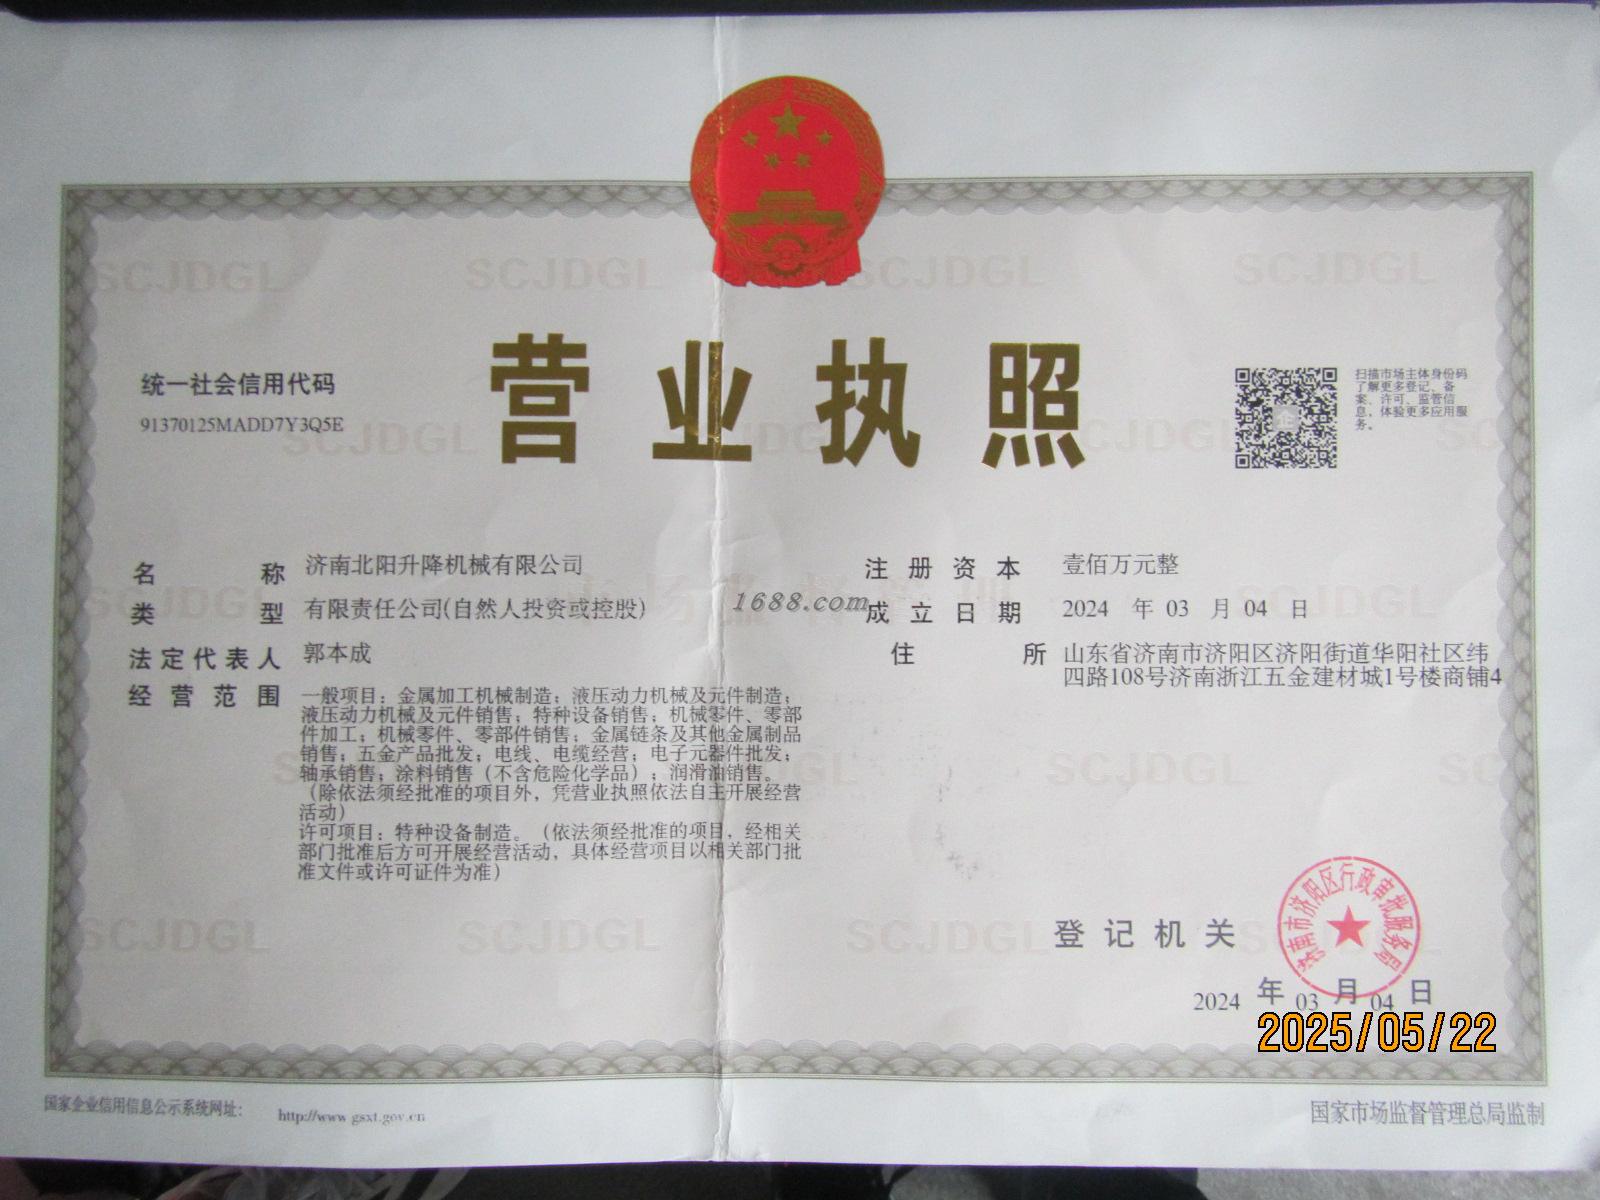 营业执照
统一社会信用代码
91370125MADD7Y3Q5E
扫描市场主体身份码
了解更多登记、备
案、许可、监管信
息，体验更多应用服
务。
名称 济南北阳升降机械有限公司
类型 有限责任公司(自然人投资或控股)
法定代表人 郭本成
经营范围 一般项目：金属加工机械制造；液压动力机械及元件制造；
液压动力机械及元件销售；特种设备销售；机械零件、零部
件加工；机械零件、零部件销售；金属链条及其他金属制品
销售；五金产品批发；电线、电缆经营；电子元器件批发；
轴承销售；涂料销售（不含危险化学品）；润滑油销售。
（除依法须经批准的项目外，凭营业执照依法自主开展经营
活动）
许可项目：特种设备制造。（依法须经批准的项目，经相关
部门批准后方可开展经营活动，具体经营项目以相关部门批
准文件或许可证件为准）
注册资本 壹佰万元整
成立日期 2024 年 03 月 04 日
住所 山东省济南市济阳区济阳街道华阳社区纬
四路108号济南浙江五金建材城1号楼商铺4
1688.com
登记机关
济南市济阳区行政审批服务局
2024 年 03 月 04 日
2025/05/22
国家企业信用信息公示系统网址： http://www.gsxt.gov.cn
国家市场监督管理总局监制
SCJDGL SCJDGL SCJDGL SCJDGL